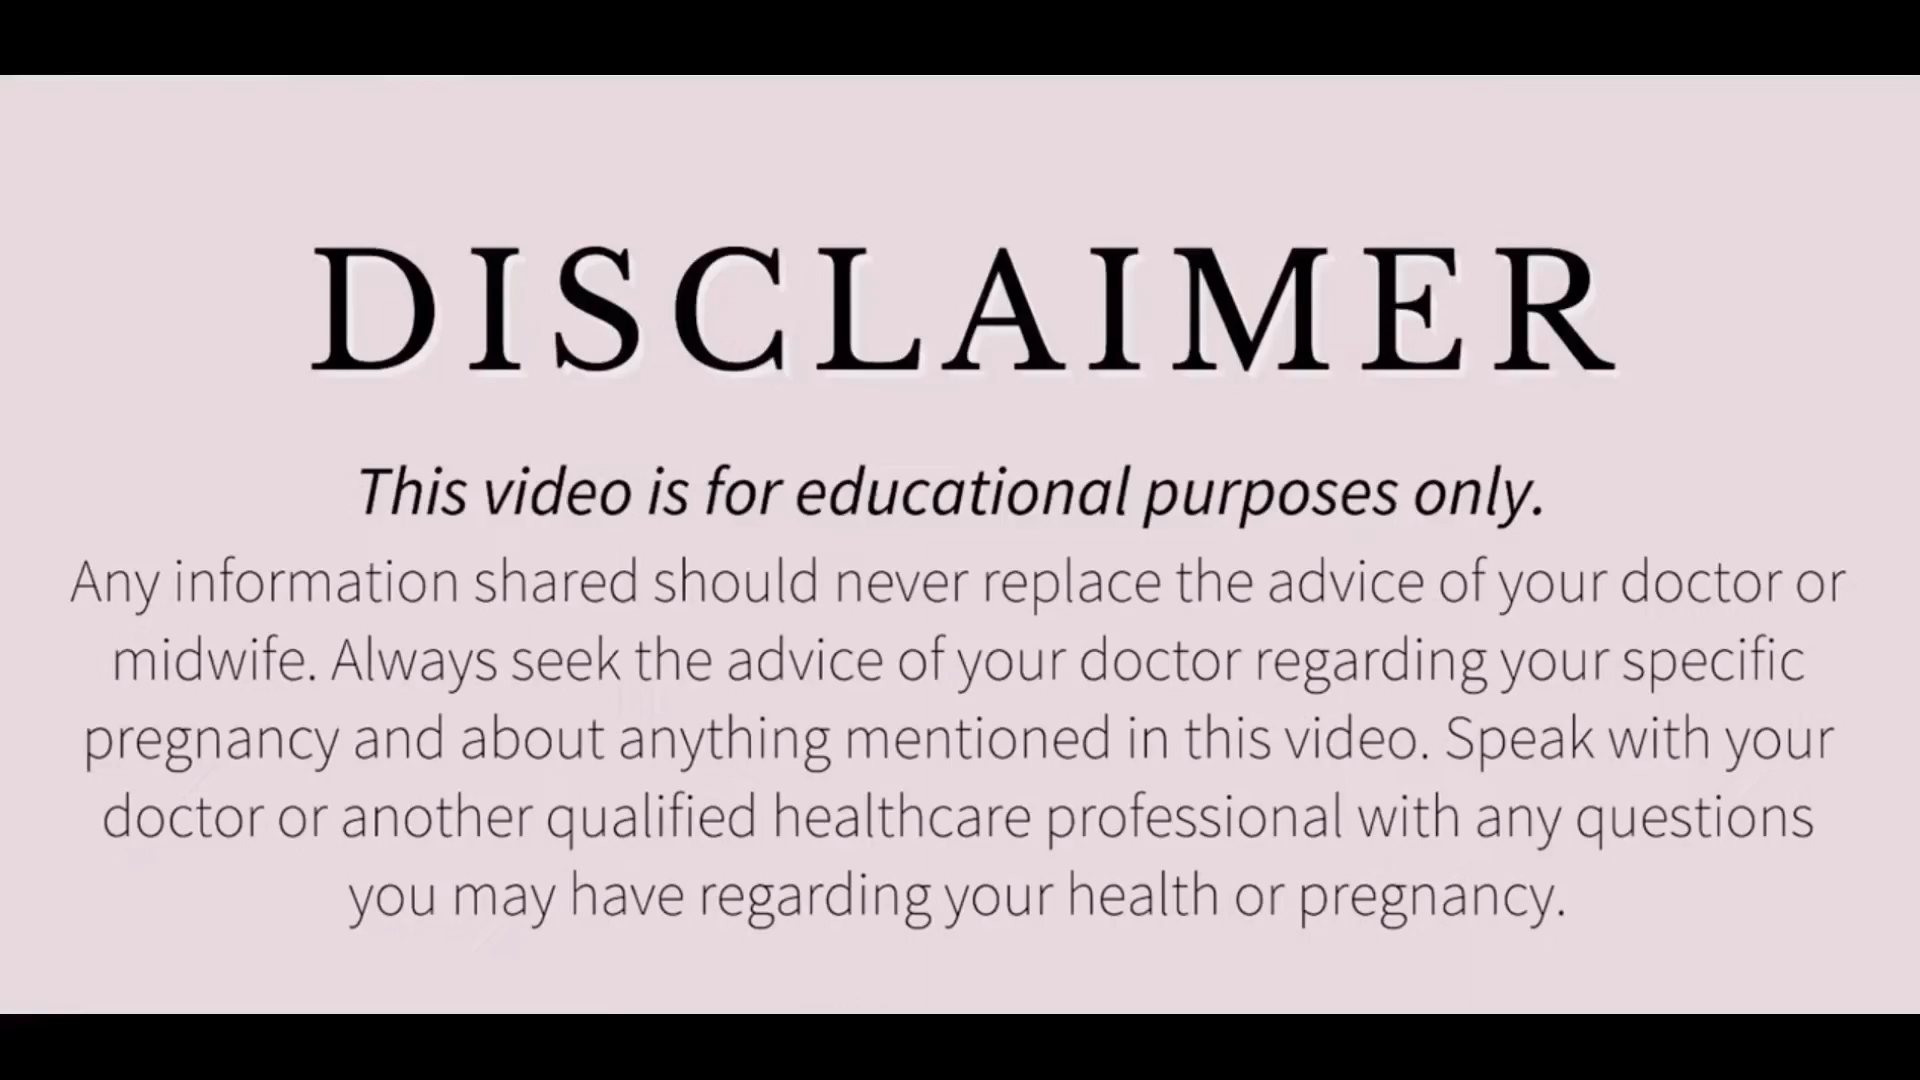 DISCLAIMER
This video is for educational purposes only.
Any information shared should never replace the advice of your doctor or
midwife. Always seek the advice of your doctor regarding your specific
pregnancy and about anything mentioned in this video. Speak with your
doctor or another qualified healthcare professional with any questions
you may have regarding your health or pregnancy.